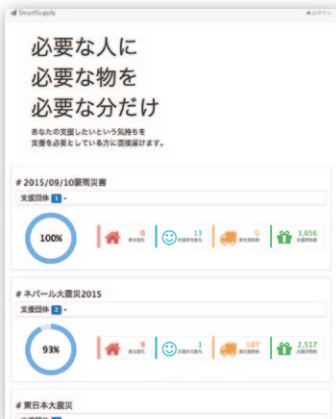 SmartSupply
ログイン
必要な人に
必要な物を
必要な分だけ
あなたの支援したいという気持ちを
支援を必要としている方に直接届けます。
# 2015/09/10豪雨災害
支援団体 1
100%
0
13
0
3,656
# ネパール大震災2015
支援団体 2
93%
9
1
187
2,517
# 東日本大震災